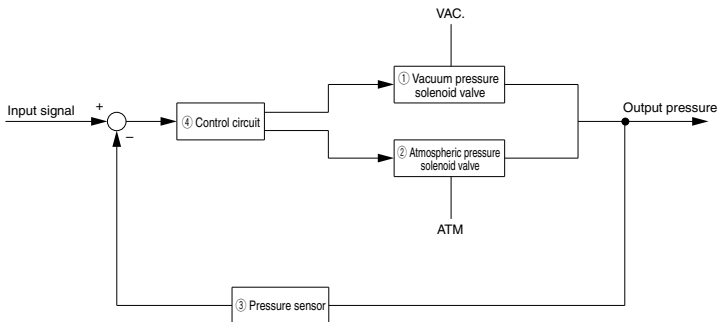 VAC.
① Vacuum pressure
solenoid valve
Input signal
+
−
④ Control circuit
Output pressure
② Atmospheric pressure
solenoid valve
ATM
③ Pressure sensor